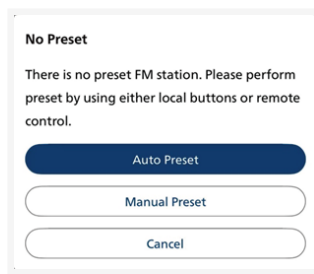 No Preset
There is no preset FM station. Please perform
preset by using either local buttons or remote
control.
Auto Preset
Manual Preset
Cancel